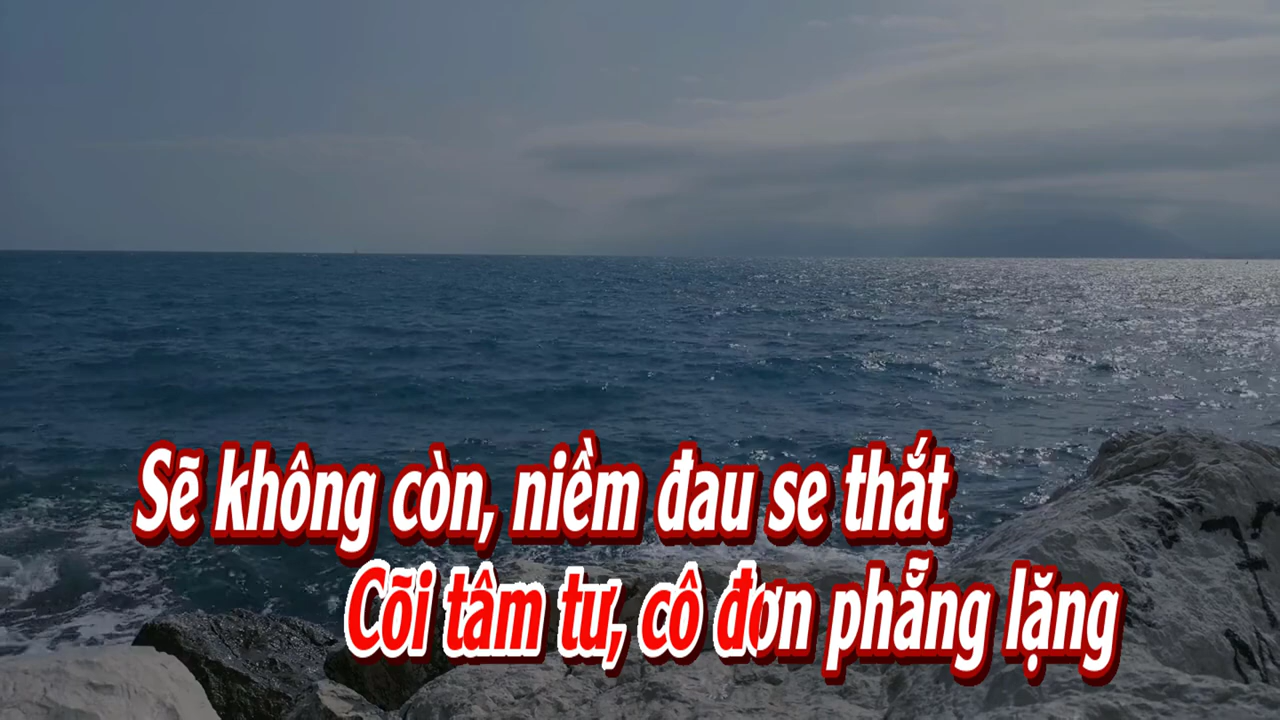 Sẽ không còn, niềm đau se thắt
Cõi tâm tư, cô đơn phẳng lặng